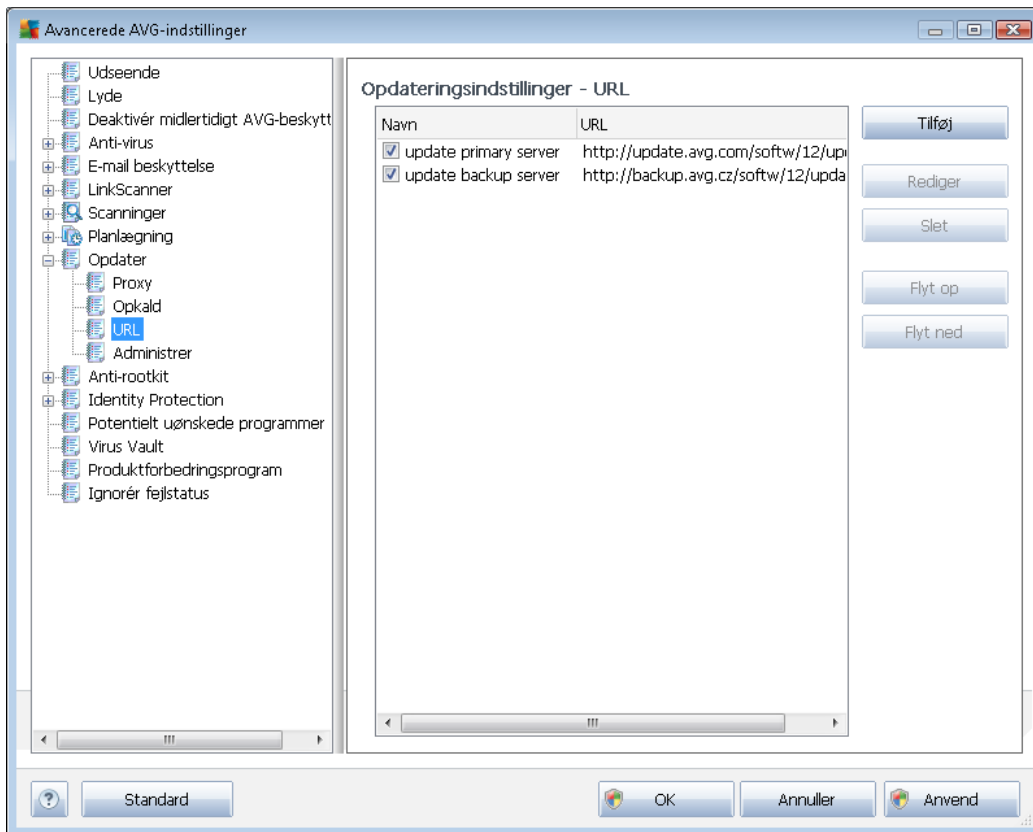 Avancerede AVG-indstillinger
Udseende
Lyde
Deaktivér midlertidigt AVG-beskytt
Anti-virus
E-mail beskyttelse
LinkScanner
Scanninger
Planlægning
Opdater
Proxy
Opkald
URL
Administrer
Anti-rootkit
Identity Protection
Potentielt uønskede programmer
Virus Vault
Produktforbedringsprogram
Ignorér fejlstatus
Opdateringsindstillinger - URL
Navn URL
update primary server http://update.avg.com/softw/12/up
update backup server http://backup.avg.cz/softw/12/upda
Tilføj
Rediger
Slet
Flyt op
Flyt ned
? Standard OK Annuller Anvend